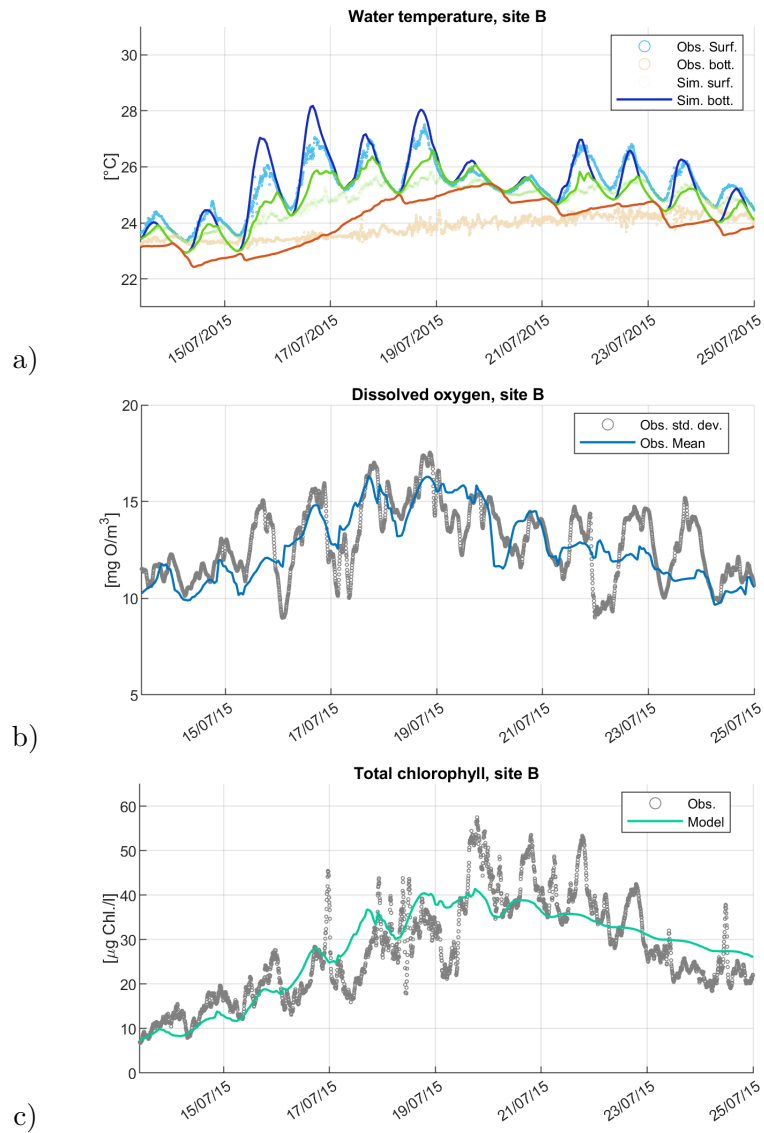 Water temperature, site B
30
28
26
24
22
[°C]
Obs. Surf.
Obs. bott.
Sim. surf.
Sim. bott.
15/07/2015
17/07/2015
19/07/2015
21/07/2015
23/07/2015
25/07/2015
a)
Dissolved oxygen, site B
20
15
10
5
[mg O/m³]
Obs. std. dev.
Obs. Mean
15/07/15
17/07/15
19/07/15
21/07/15
23/07/15
25/07/15
b)
Total chlorophyll, site B
60
50
40
30
20
10
0
[μg Chl./l]
Obs.
Model
15/07/15
17/07/15
19/07/15
21/07/15
23/07/15
25/07/15
c)